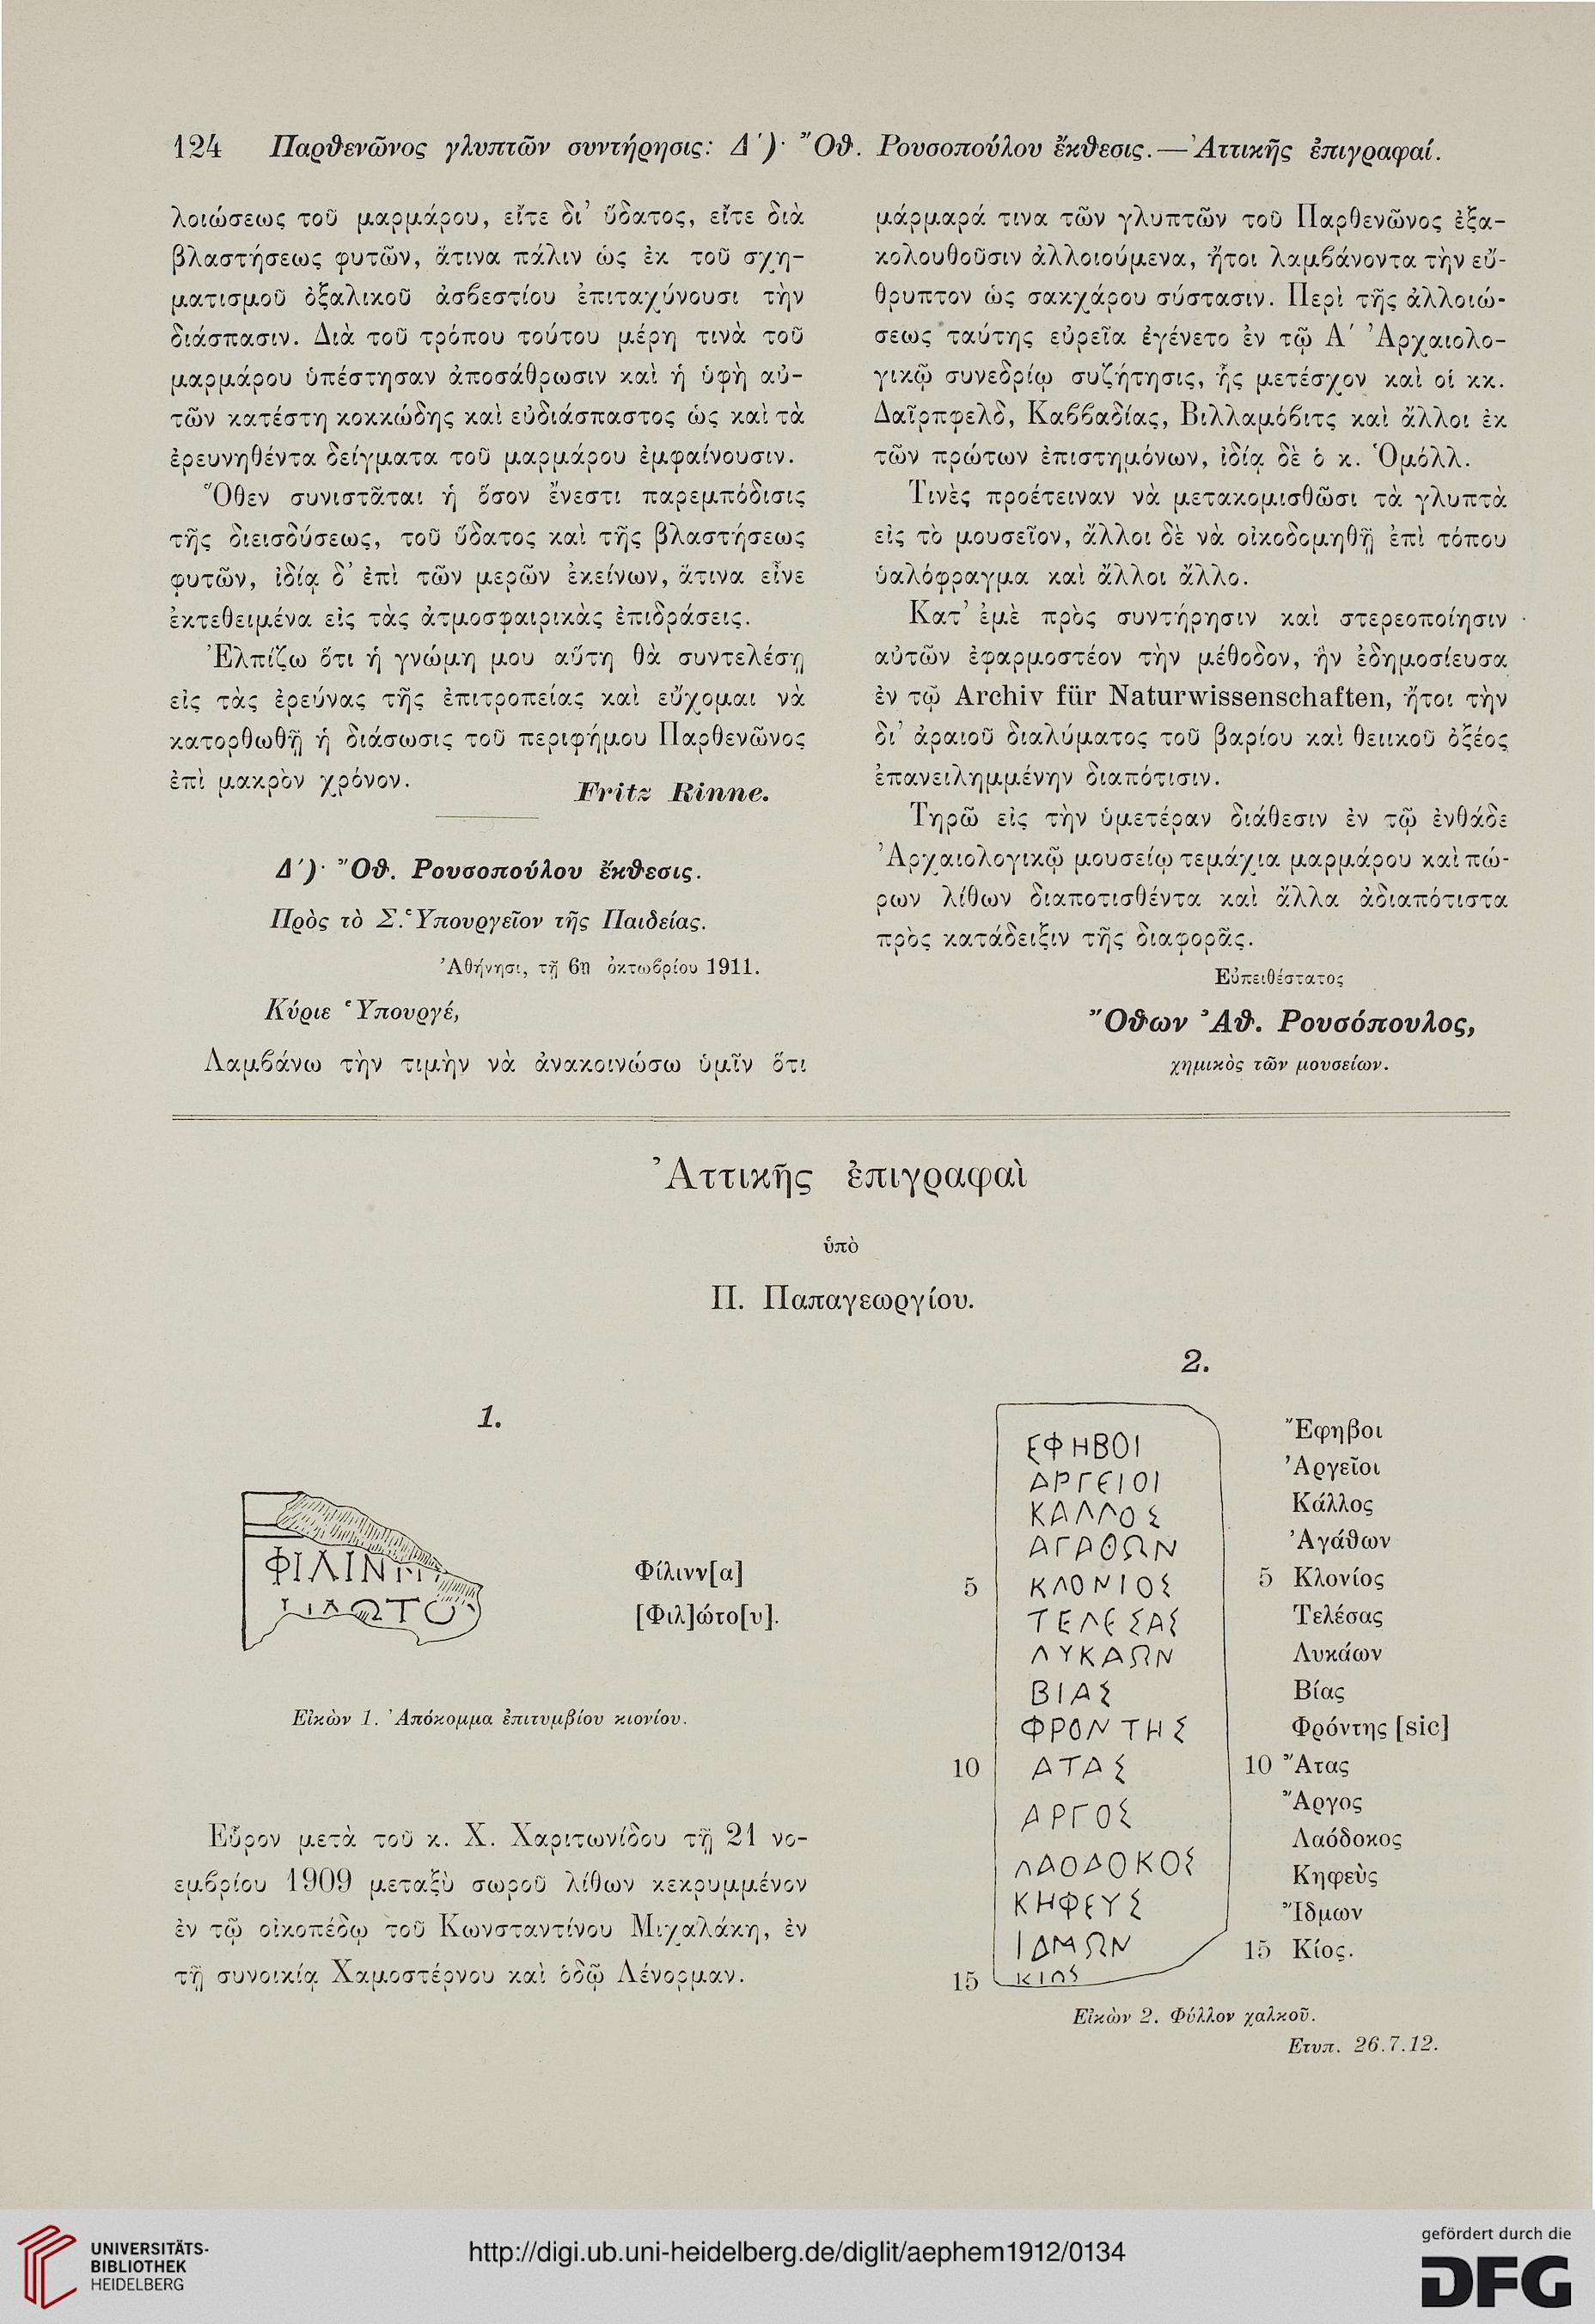 124 Παρθενῶνος γλυπτῶν συντήρησις: Δ΄)· Ὄθ. Ρουσοπούλου ἔκθεσις.—Ἀττικῆς ἐπιγραφαί.
λοιώσεως τοῦ μαρμάρου, εἴτε δι’ ὕδατος, εἴτε διὰ
βλαστήσεως φυτῶν, ἅτινα πάλιν ὡς ἐκ τοῦ σχη-
ματισμοῦ ὀξαλικοῦ ἀσβεστίου ἐπιταχύνουσι τὴν
διάσπασιν. Διὰ τοῦ τρόπου τούτου μέρη τινὰ τοῦ
μαρμάρου ὑπέστησαν ἀποσάθρωσιν καὶ ἡ ὑφὴ αὐ-
τῶν κατέστη κοκκώδης καὶ εὐδιάσπαστος ὡς καὶ τὰ
ἐρευνηθέντα δείγματα τοῦ μαρμάρου ἐμφαίνουσιν.
Ὅθεν συνιστᾶται ἡ ὅσον ἔνεστι παρεμπόδισις
τῆς διεισδύσεως, τοῦ ὕδατος καὶ τῆς βλαστήσεως
φυτῶν, ἰδίᾳ δ’ ἐπὶ τῶν μερῶν ἐκείνων, ἅτινα εἶνε
ἐκτεθειμένα εἰς τὰς ἀτμοσφαιρικὰς ἐπιδράσεις.
Ἐλπίζω ὅτι ἡ γνώμη μου αὕτη θὰ συντελέσῃ
εἰς τὰς ἐρεύνας τῆς ἐπιτροπείας καὶ εὔχομαι νὰ
κατορθωθῇ ἡ διάσωσις τοῦ περιφήμου Παρθενῶνος
ἐπὶ μακρὸν χρόνον.
Fritz Rinne.
Δ΄)· Ὄθ. Ρουσοπούλου ἔκθεσις.
Πρὸς τὸ Σ. Ὑπουργεῖον τῆς Παιδείας.
Ἀθήνησι, τῇ 6ῃ ὀκτωβρίου 1911.
Κύριε Ὑπουργέ,
Λαμβάνω τὴν τιμὴν νὰ ἀνακοινώσω ὑμῖν ὅτι
μάρμαρά τινα τῶν γλυπτῶν τοῦ Παρθενῶνος ἐξα-
κολουθοῦσιν ἀλλοιούμενα, ἤτοι λαμβάνοντα τὴν εὔ-
θρυπτον ὡς σακχάρου σύστασιν. Περὶ τῆς ἀλλοιώ-
σεως ταύτης εὐρεῖα ἐγένετο ἐν τῷ Α΄ Ἀρχαιολο-
γικῷ συνεδρίῳ συζήτησις, ἧς μετέσχον καὶ οἱ κκ.
Δαῖρπφελδ, Καββαδίας, Βιλλαμόβιτς καὶ ἄλλοι ἐκ
τῶν πρώτων ἐπιστημόνων, ἰδίᾳ δὲ ὁ κ. Ὁμόλλ.
Τινὲς προέτειναν νὰ μετακομισθῶσι τὰ γλυπτὰ
εἰς τὸ μουσεῖον, ἄλλοι δὲ νὰ οἰκοδομηθῇ ἐπὶ τόπου
ὑαλόφραγμα καὶ ἄλλοι ἄλλο.
Κατ’ ἐμὲ πρὸς συντήρησιν καὶ στερεοποίησιν
αὐτῶν ἐφαρμοστέον τὴν μέθοδον, ἣν ἐδημοσίευσα
ἐν τῷ Archiv für Naturwissenschaften, ἤτοι τὴν
δι’ ἀραιοῦ διαλύματος τοῦ βαρίου καὶ θειικοῦ ὀξέος
ἐπανειλημμένην διαπότισιν.
Τηρῶ εἰς τὴν ὑμετέραν διάθεσιν ἐν τῷ ἐνθάδε
Ἀρχαιολογικῷ μουσείῳ τεμάχια μαρμάρου καὶ πώ-
ρων λίθων διαποτισθέντα καὶ ἄλλα ἀδιαπότιστα
πρὸς κατάδειξιν τῆς διαφορᾶς.
Εὐπειθέστατος
Ὄθων Ἀθ. Ρουσόπουλος,
χημικὸς τῶν μουσείων.
Ἀττικῆς ἐπιγραφαὶ
ὑπὸ
Π. Παπαγεωργίου.
1.
ΦΙΛΙΝ
ΛΩΤΟ
Φίλινν[α]
[Φιλ]ώτο[υ].
Εἰκὼν 1. Ἀπόκομμα ἐπιτυμβίου κιονίου.
Εὗρον μετὰ τοῦ κ. Χ. Χαριτωνίδου τῇ 21 νο-
εμβρίου 1909 μεταξὺ σωροῦ λίθων κεκρυμμένον
ἐν τῷ οἰκοπέδῳ τοῦ Κωνσταντίνου Μιχαλάκη, ἐν
τῇ συνοικίᾳ Χαμοστέρνου καὶ ὁδῷ Λένορμαν.
2.
ΕΦΗΒΟΙ
ΑΡΓΕΙΟΙ
ΚΑΛΛΟΣ
ΑΓΑΘΩΝ
5 ΚΛΟΝΙΟΣ
ΤΕΛΕΣΑΣ
ΛΥΚΑΩΝ
ΒΙΑΣ
ΦΡΟΝΤΗΣ
10 ΑΤΑΣ
ΑΡΓΟΣ
ΛΑΟΔΟΚΟΣ
ΚΗΦΕΥΣ
ΙΔΜΩΝ
15 ΚΙΟΣ
Ἔφηβοι
Ἀργεῖοι
Κάλλος
Ἀγάθων
5 Κλονίος
Τελέσας
Λυκάων
Βίας
Φρόντης [sic]
10 Ἄτας
Ἄργος
Λαόδοκος
Κηφεὺς
Ἴδμων
15 Κίος.
Εἰκὼν 2. Φύλλον χαλκοῦ.
Ετυπ. 26.7.12.
UNIVERSITÄTS-
BIBLIOTHEK
HEIDELBERG
http://digi.ub.uni-heidelberg.de/diglit/aephem1912/0134
gefördert durch die
DFG